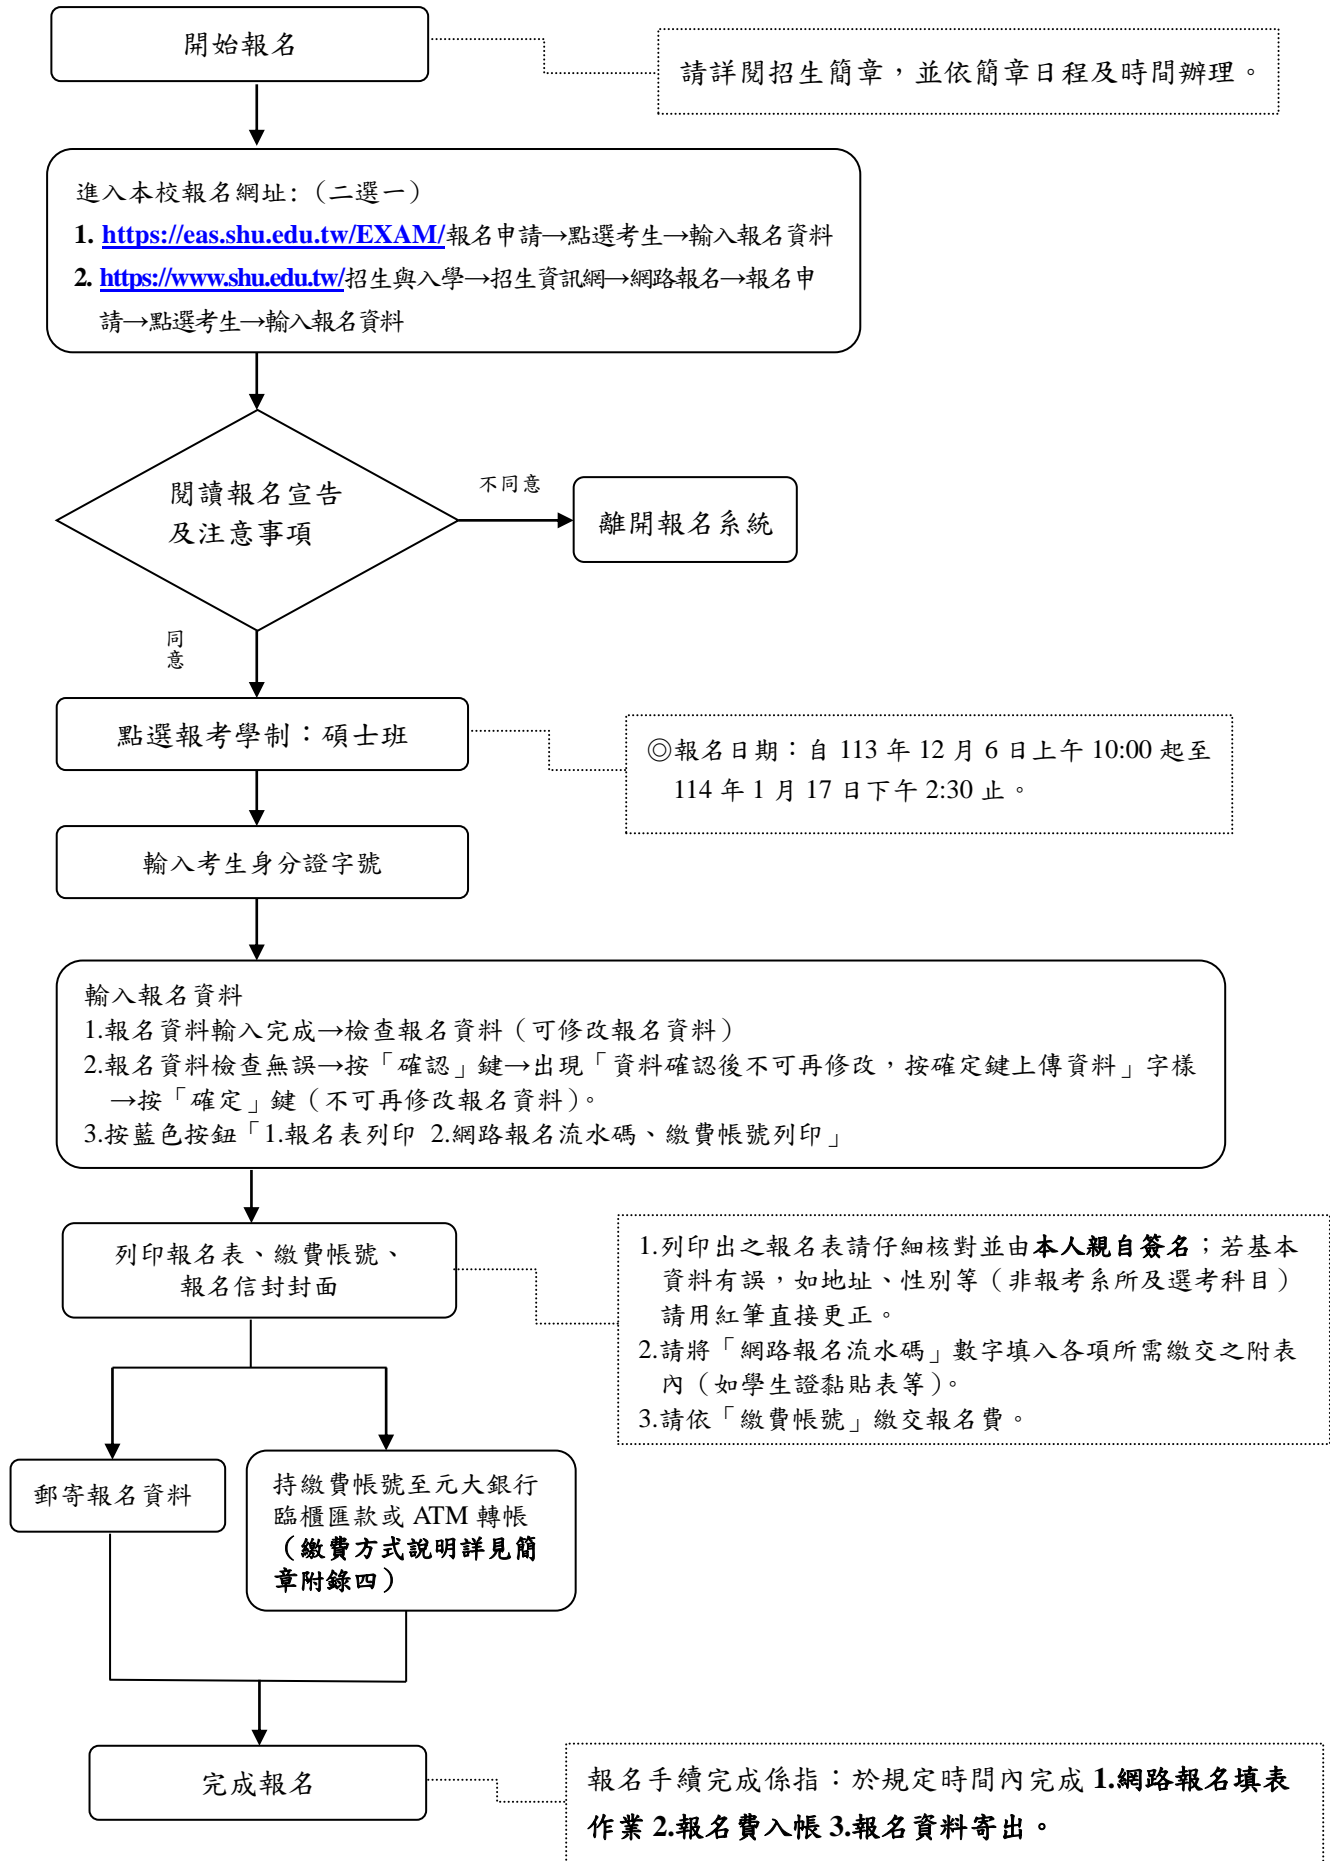 開始報名
請詳閱招生簡章，並依簡章日程及時間辦理。
進入本校報名網址:（二選一）
1. https://eas.shu.edu.tw/EXAM/報名申請→點選考生→輸入報名資料
2. https://www.shu.edu.tw/招生與入學→招生資訊網→網路報名→報名申
請→點選考生→輸入報名資料
閱讀報名宣告
及注意事項
不同意
離開報名系統
同
意
點選報考學制：碩士班
◎報名日期：自 113 年 12 月 6 日上午 10:00 起至
114 年 1 月 17 日下午 2:30 止。
輸入考生身分證字號
輸入報名資料
1.報名資料輸入完成→檢查報名資料（可修改報名資料）
2.報名資料檢查無誤→按「確認」鍵→出現「資料確認後不可再修改，按確定鍵上傳資料」字樣
→按「確定」鍵（不可再修改報名資料）。
3.按藍色按鈕「1.報名表列印 2.網路報名流水碼、繳費帳號列印」
列印報名表、繳費帳號、
報名信封封面
1.列印出之報名表請仔細核對並由本人親自簽名；若基本
資料有誤，如地址、性別等（非報考系所及選考科目）
請用紅筆直接更正。
2.請將「網路報名流水碼」數字填入各項所需繳交之附表
內（如學生證黏貼表等）。
3.請依「繳費帳號」繳交報名費。
郵寄報名資料
持繳費帳號至元大銀行
臨櫃匯款或 ATM 轉帳
（繳費方式說明詳見簡
章附錄四）
完成報名
報名手續完成係指：於規定時間內完成 1.網路報名填表
作業 2.報名費入帳 3.報名資料寄出。